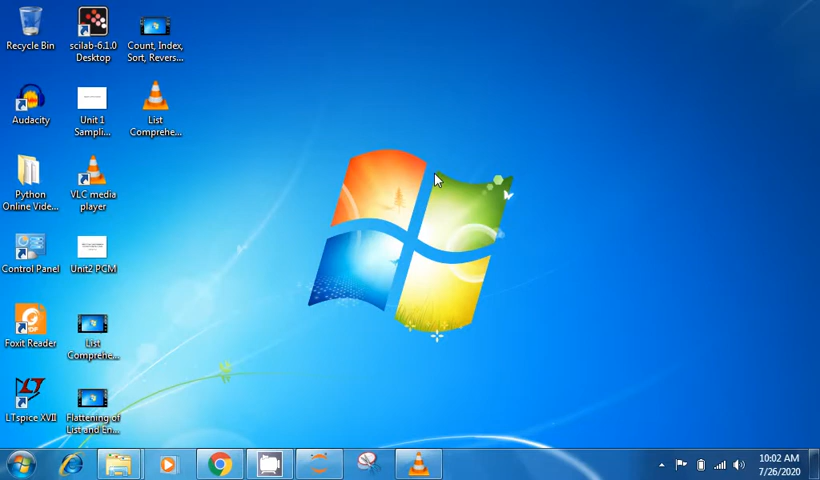 Recycle Bin
scilab-6.1.0
Desktop
Count, Index,
Sort, Revers...
Audacity
Unit 1
Sampli...
List
Comprehe...
Python
Online Vide...
VLC media
player
Control Panel
Unit2 PCM
Foxit Reader
List
Comprehe...
LTspice XVII
Flattening of
List and En...
10:02 AM
7/26/2020